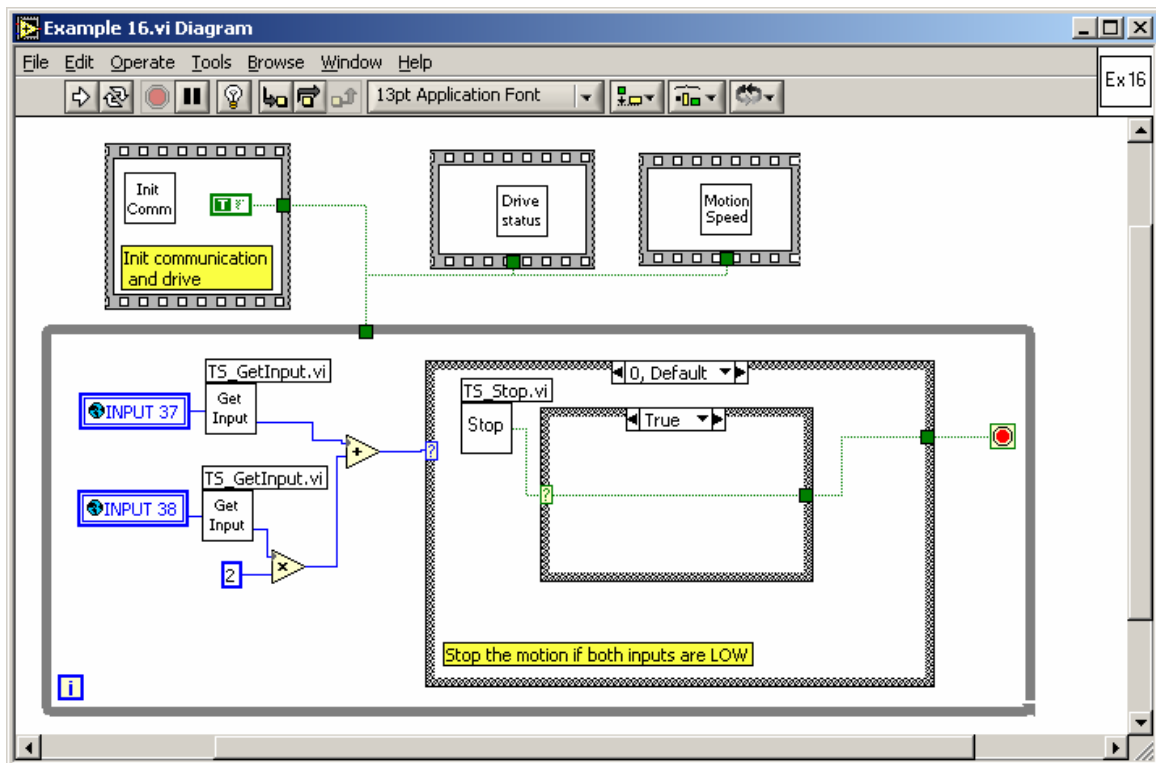 Example 16.vi Diagram
File Edit Operate Tools Browse Window Help
13pt Application Font
Ex16
Init
Comm
T
Init communication
and drive
Drive
status
Motion
Speed
TS_GetInput.vi
INPUT 37
Get
Input
+
TS_GetInput.vi
INPUT 38
Get
Input
2
x
?
0, Default
TS_Stop.vi
Stop
True
?
Stop the motion if both inputs are LOW
i